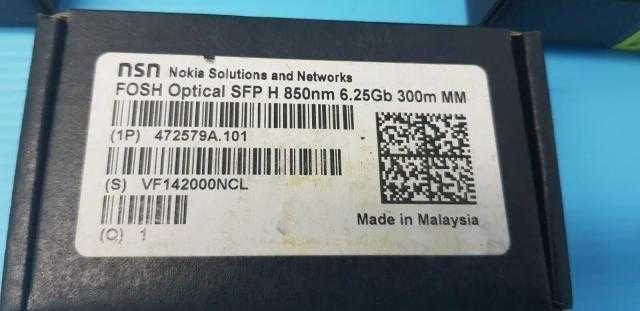 nsn Nokia Solutions and Networks
FOSH Optical SFP H 850nm 6.25Gb 300m MM
(1P) 472579A.101
(S) VF142000NCL
Made in Malaysia
(Q) 1